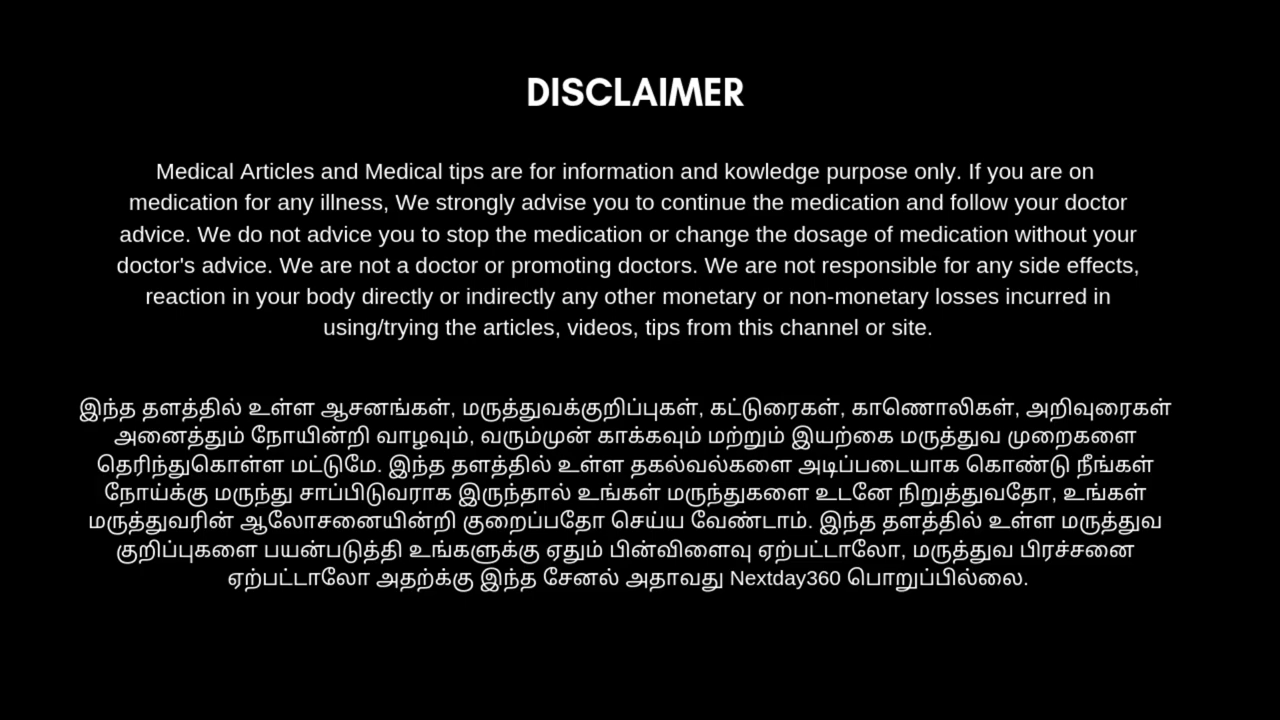 DISCLAIMER
Medical Articles and Medical tips are for information and kowledge purpose only. If you are on
medication for any illness, We strongly advise you to continue the medication and follow your doctor
advice. We do not advice you to stop the medication or change the dosage of medication without your
doctor's advice. We are not a doctor or promoting doctors. We are not responsible for any side effects,
reaction in your body directly or indirectly any other monetary or non-monetary losses incurred in
using/trying the articles, videos, tips from this channel or site.
இந்த தளத்தில் உள்ள ஆசனங்கள், மருத்துவக்குறிப்புகள், கட்டுரைகள், காணொலிகள், அறிவுரைகள்
அனைத்தும் நோயின்றி வாழவும், வரும்முன் காக்கவும் மற்றும் இயற்கை மருத்துவ முறைகளை
தெரிந்துகொள்ள மட்டுமே. இந்த தளத்தில் உள்ள தகல்வல்களை அடிப்படையாக கொண்டு நீங்கள்
நோய்க்கு மருந்து சாப்பிடுவராக இருந்தால் உங்கள் மருந்துகளை உடனே நிறுத்துவதோ, உங்கள்
மருத்துவரின் ஆலோசனையின்றி குறைப்பதோ செய்ய வேண்டாம். இந்த தளத்தில் உள்ள மருத்துவ
குறிப்புகளை பயன்படுத்தி உங்களுக்கு ஏதும் பின்விளைவு ஏற்பட்டாலோ, மருத்துவ பிரச்சனை
ஏற்பட்டாலோ அதற்க்கு இந்த சேனல் அதாவது Nextday360 பொறுப்பில்லை.